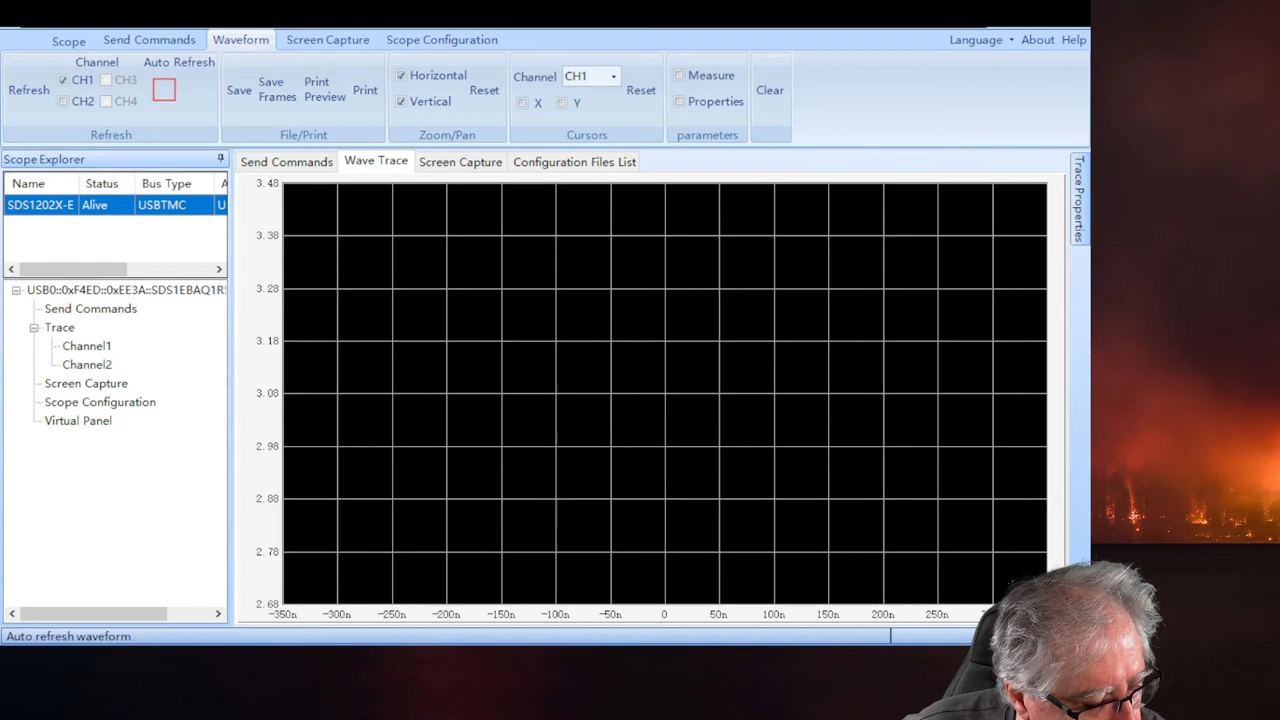 Scope Send Commands Waveform Screen Capture Scope Configuration Language About Help
Channel Auto Refresh
Refresh CH1 CH3
CH2 CH4
Refresh
Save Save Frames Print Preview Print
File/Print
Horizontal
Vertical
Reset
Zoom/Pan
Channel CH1
X Y
Reset
Cursors
Measure
Properties
parameters
Clear
Scope Explorer
Name Status Bus Type A
SDS1202X-E Alive USBTMC U
USB0::0xF4ED::0xEE3A::SDS1EBAQ1R
Send Commands
Trace
Channel1
Channel2
Screen Capture
Scope Configuration
Virtual Panel
Send Commands Wave Trace Screen Capture Configuration Files List
Trace Properties
3.48
3.38
3.28
3.18
3.08
2.98
2.88
2.78
2.68
-350n -300n -250n -200n -150n -100n -50n 0 50n 100n 150n 200n 250n
Auto refresh waveform